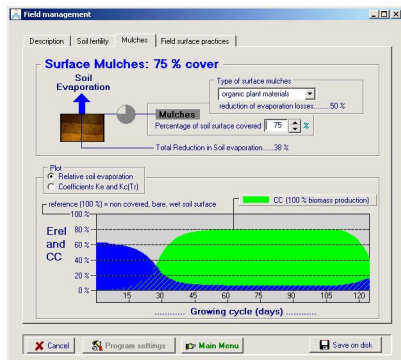 Field management
Description
Soil fertility
Mulches
Field surface practices
Surface Mulches: 75 % cover
Soil
Evaporation
Type of surface mulches
organic plant materials
reduction of evaporation losses........50 %
Mulches
Percentage of soil surface covered 75 %
Total Reduction in Soil evaporation.....38 %
Plot
Relative soil evaporation
Coefficients Ke and Kc(Tr)
reference (100 %) = non covered, bare, wet soil surface
CC (100 % biomass production)
Erel
and
CC
100 %
80 %
60 %
40 %
20 %
0 %
15 30 45 60 75 90 105 120
............ Growing cycle (days) ............
Cancel
Program settings
Main Menu
Save on disk